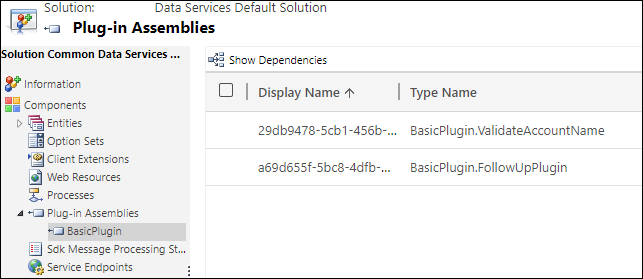 Solution: Data Services Default Solution
Plug-in Assemblies
Solution Common Data Services ...
Information
Components
Entities
Option Sets
Client Extensions
Web Resources
Processes
Plug-in Assemblies
BasicPlugin
Sdk Message Processing St...
Service Endpoints
Show Dependencies
Display Name ↑ Type Name
29db9478-5cb1-456b-... BasicPlugin.ValidateAccountName
a69d655f-5bc8-4dfb-... BasicPlugin.FollowUpPlugin